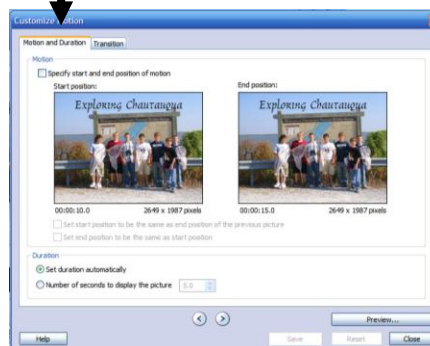 Customize Motion
Motion and Duration Transition
Motion
Specify start and end position of motion
Start position: End position:
Exploring Chautauqua Exploring Chautauqua
00:00:10.0 2649 x 1987 pixels 00:00:15.0 2649 x 1987 pixels
Set start position to be the same as end position of the previous picture
Set end position to be the same as start position
Duration
Set duration automatically
Number of seconds to display the picture 5.0
Preview...
Help Save Reset Close